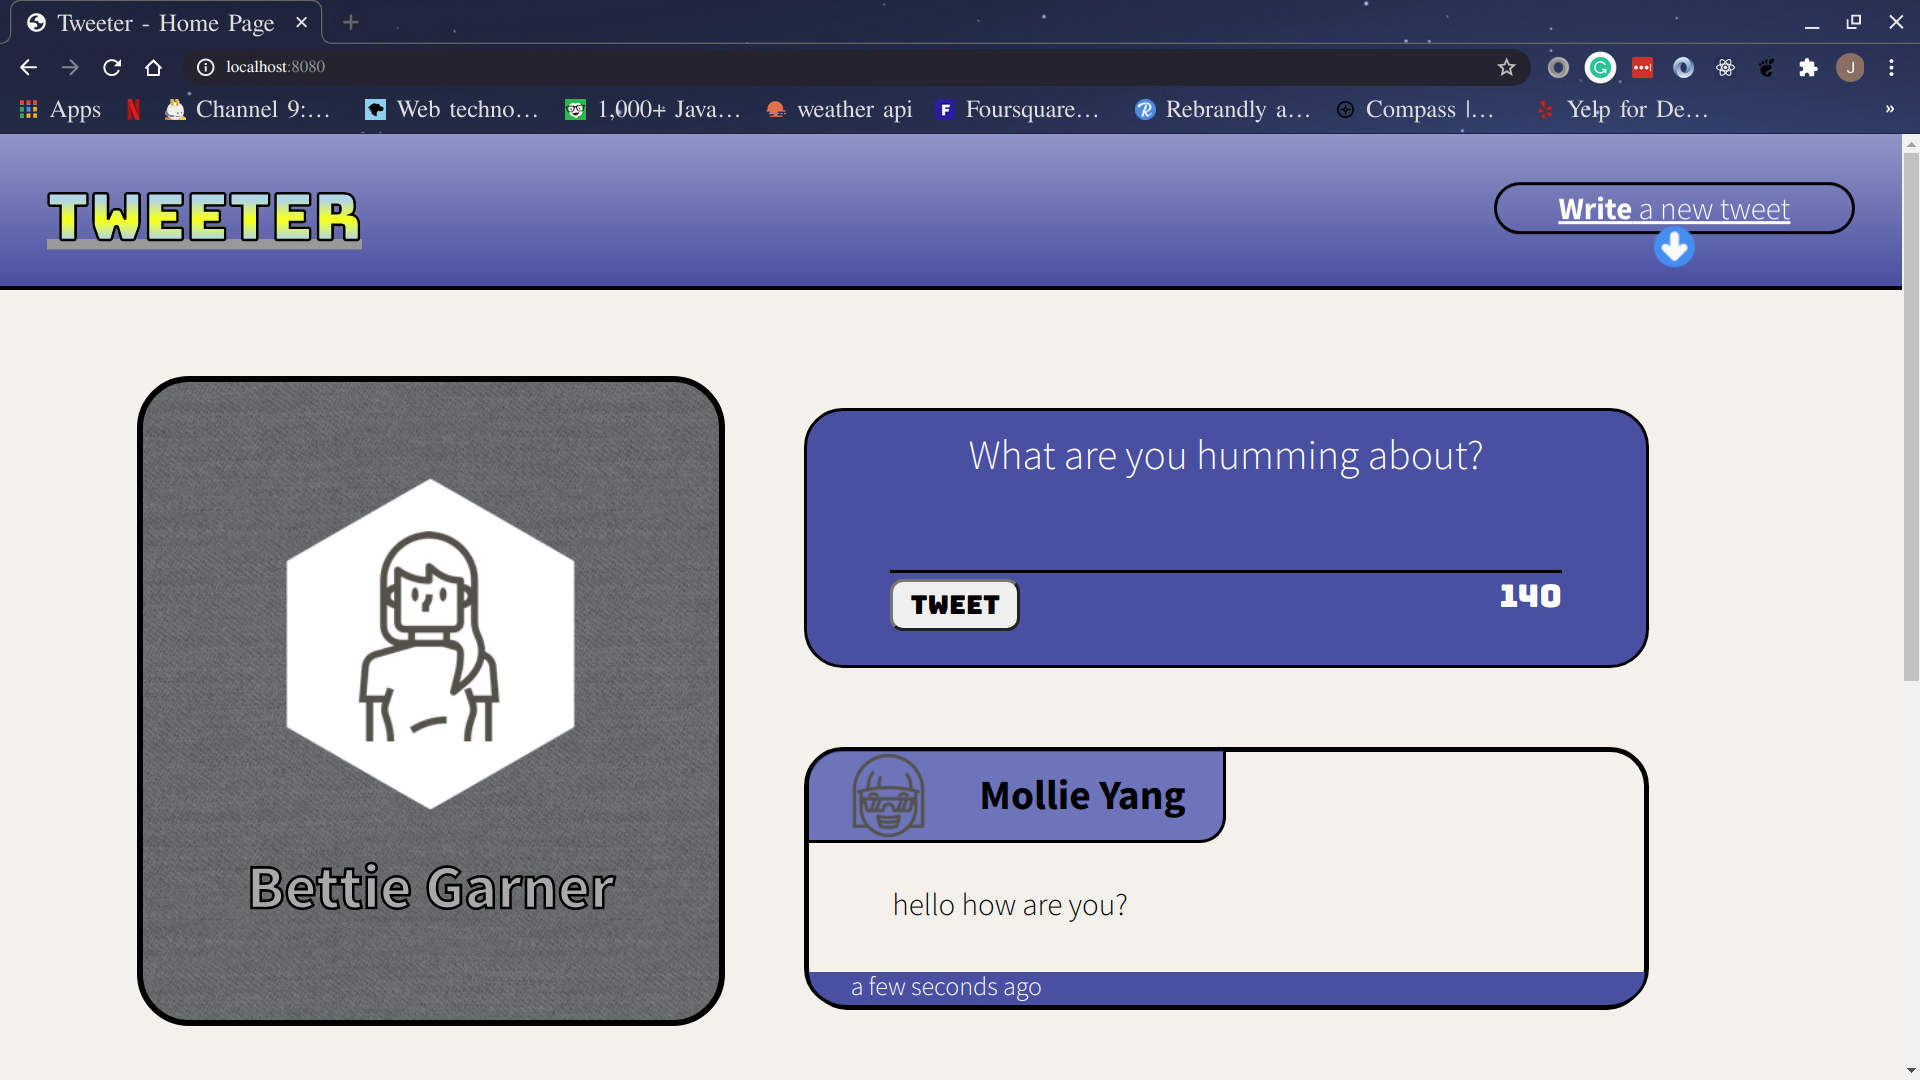 Tweeter - Home Page
localhost:8080
J
Apps Channel 9:... Web techno... 1,000+ Java... weather api F Foursquare... R Rebrandly a... Compass |... Yelp for De... »
TWEETER
Write a new tweet
What are you humming about?
TWEET 140
Bettie Garner
Mollie Yang
hello how are you?
a few seconds ago